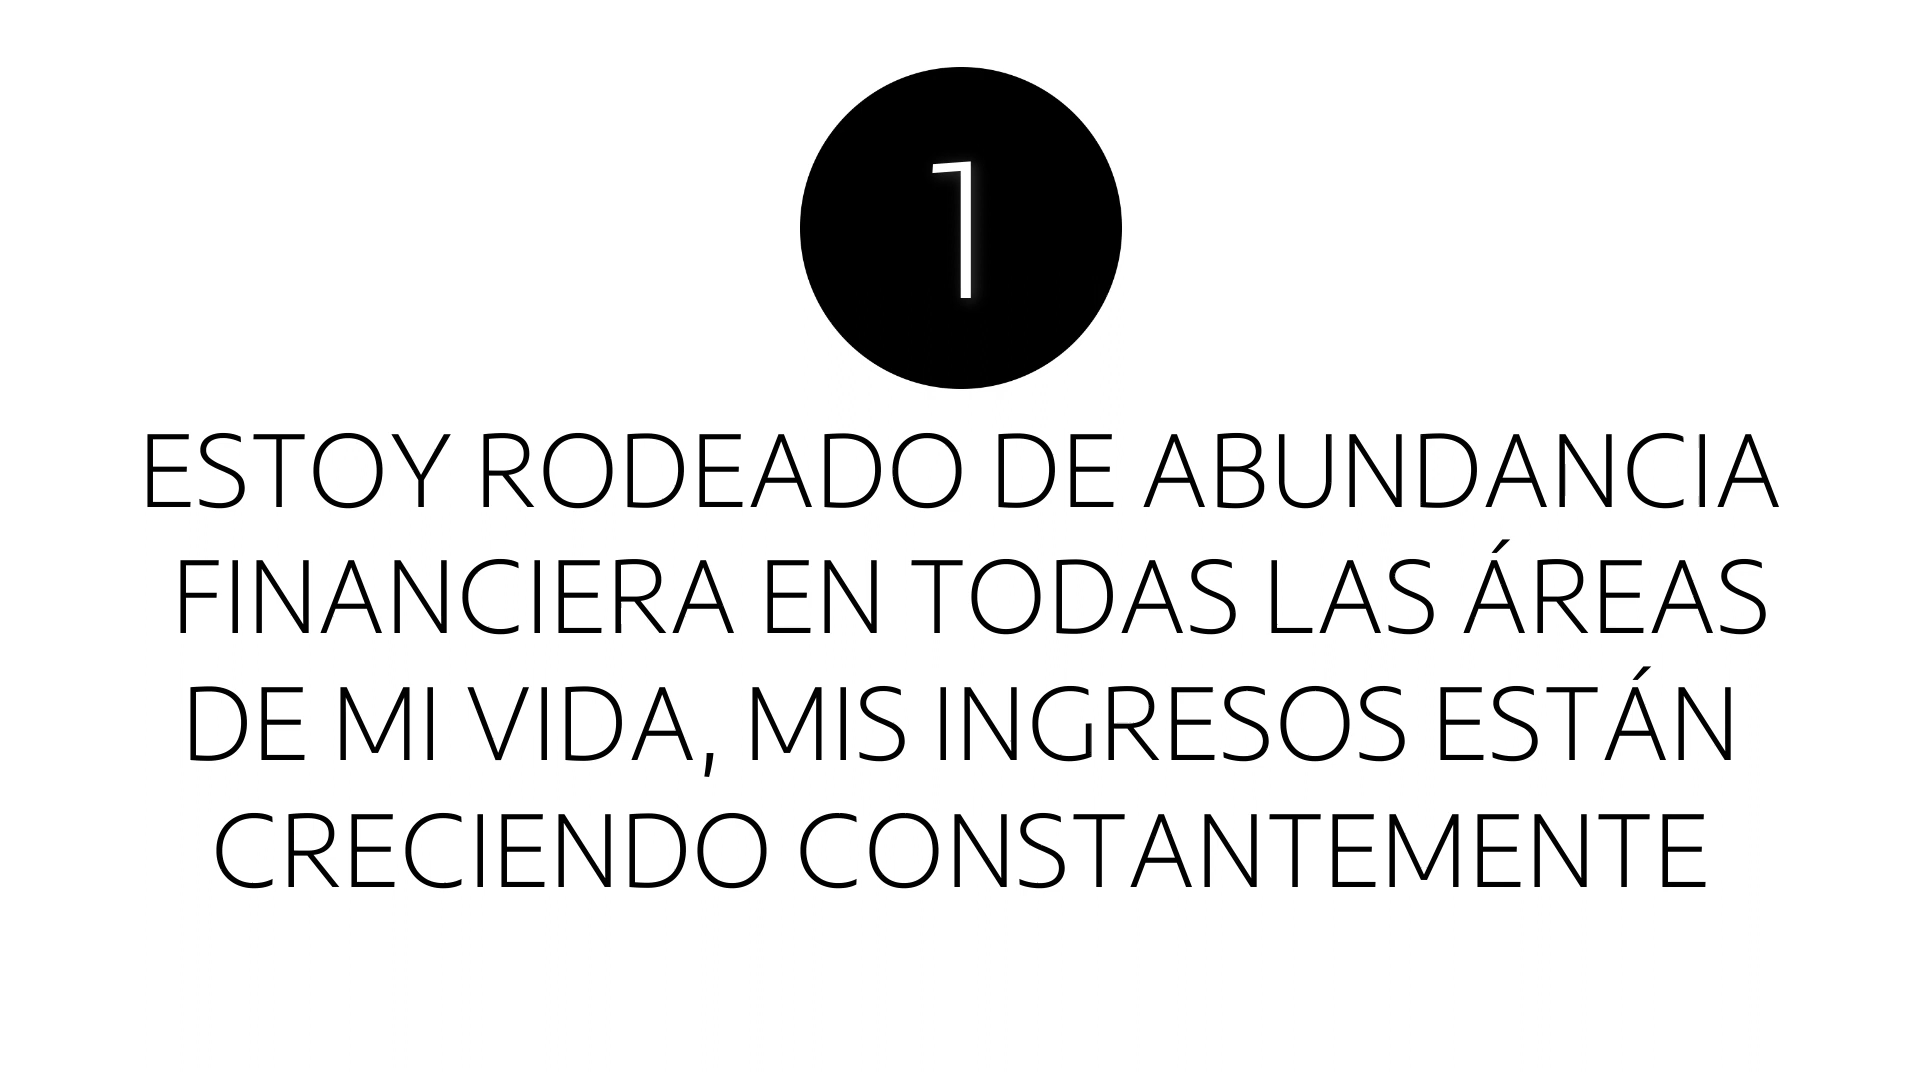 1
ESTOY RODEADO DE ABUNDANCIA
FINANCIERA EN TODAS LAS ÁREAS
DE MI VIDA, MIS INGRESOS ESTÁN
CRECIENDO CONSTANTEMENTE